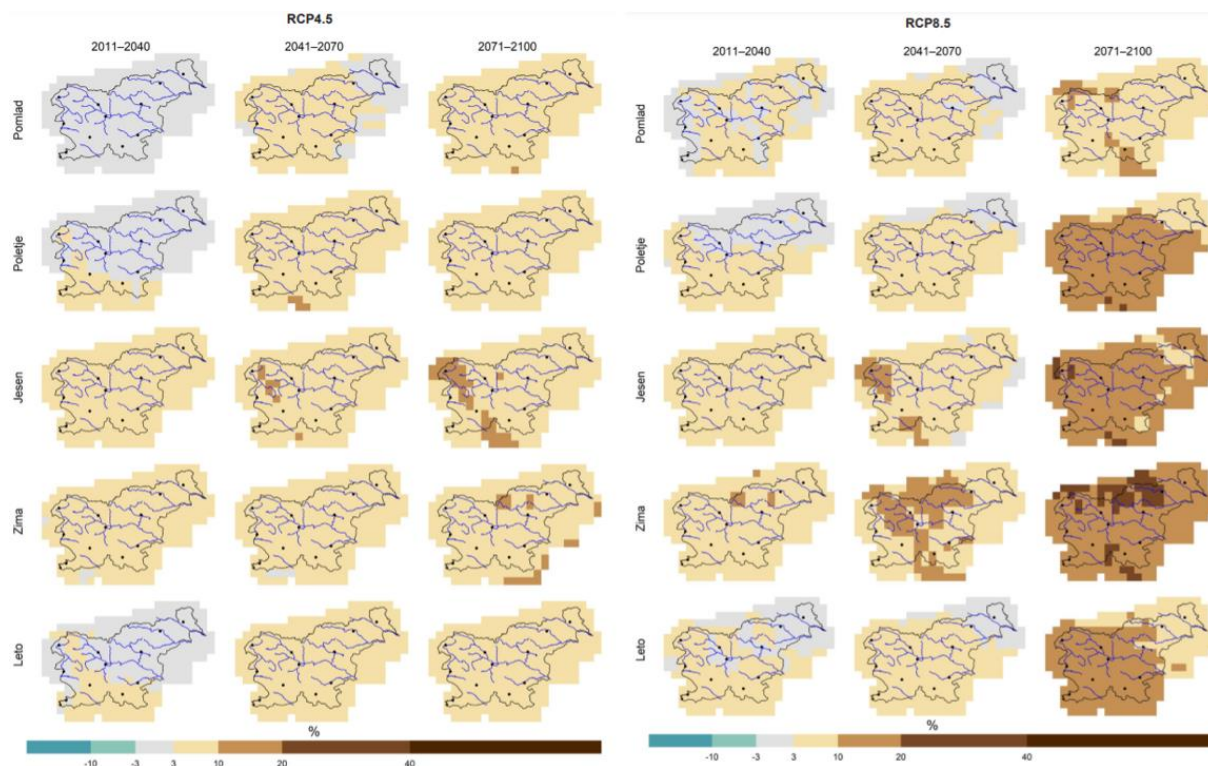 RCP4.5
2011–2040 2041–2070 2071–2100
Pomlad
Poletje
Jesen
Zima
Leto
%
-10 -3 3 10 20 40
RCP8.5
2011–2040 2041–2070 2071–2100
Pomlad
Poletje
Jesen
Zima
Leto
%
-10 -3 3 10 20 40